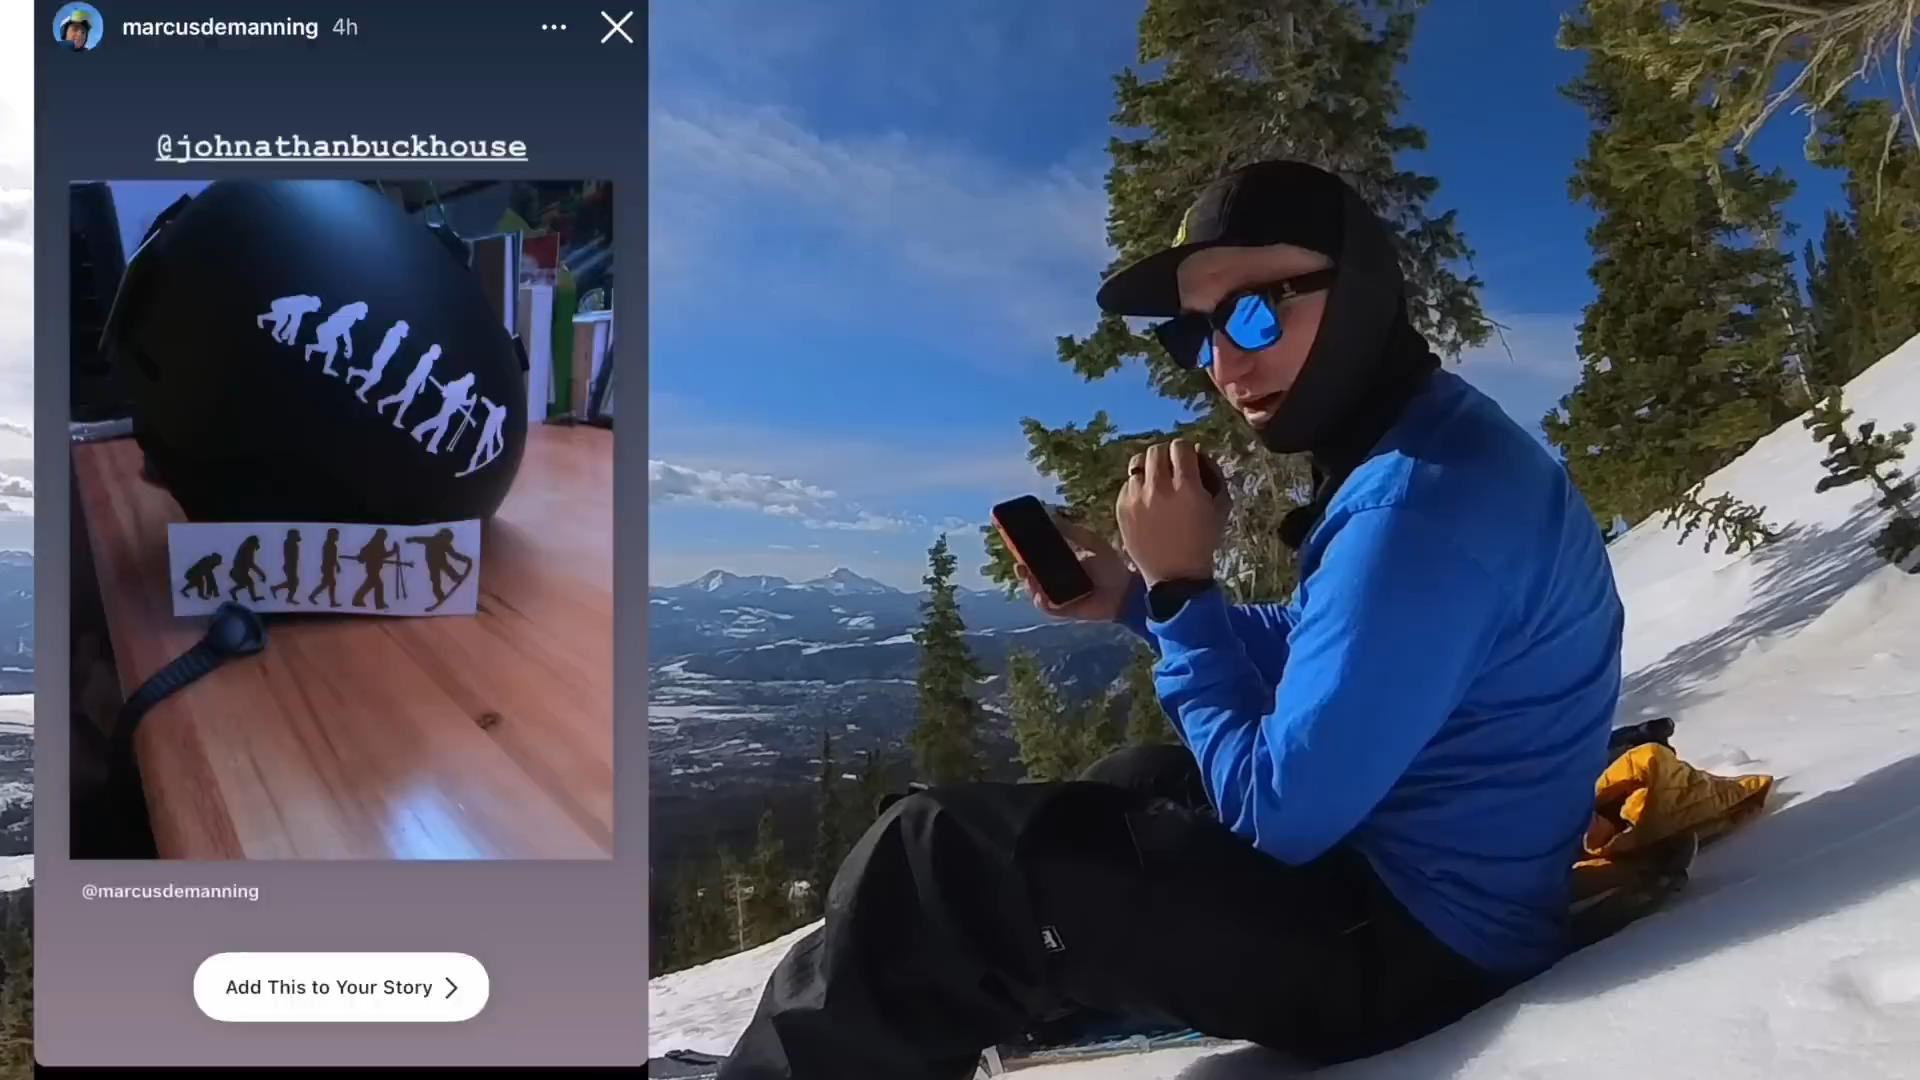 marcusdemanning 4h
@johnathanbuckhouse
@marcusdemanning
Add This to Your Story